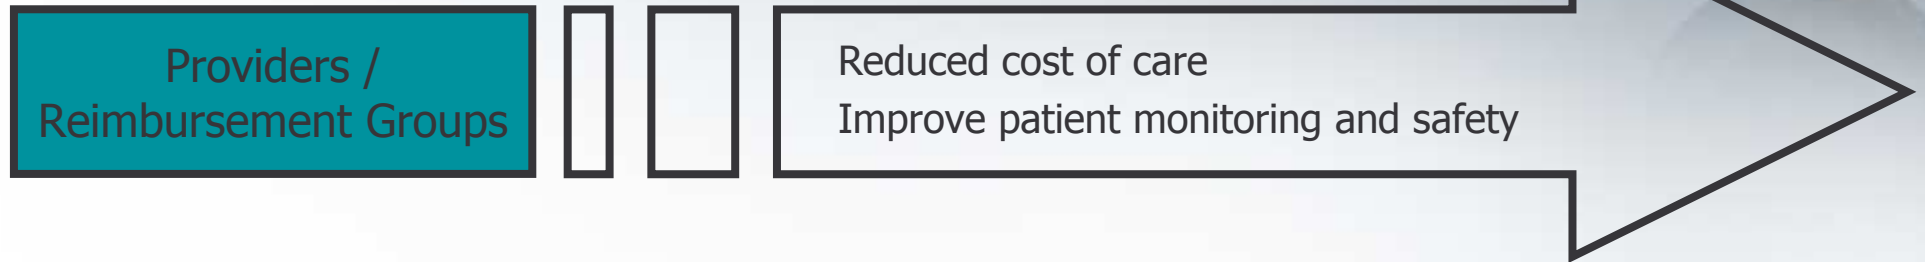 Providers /
Reimbursement Groups
Reduced cost of care
Improve patient monitoring and safety